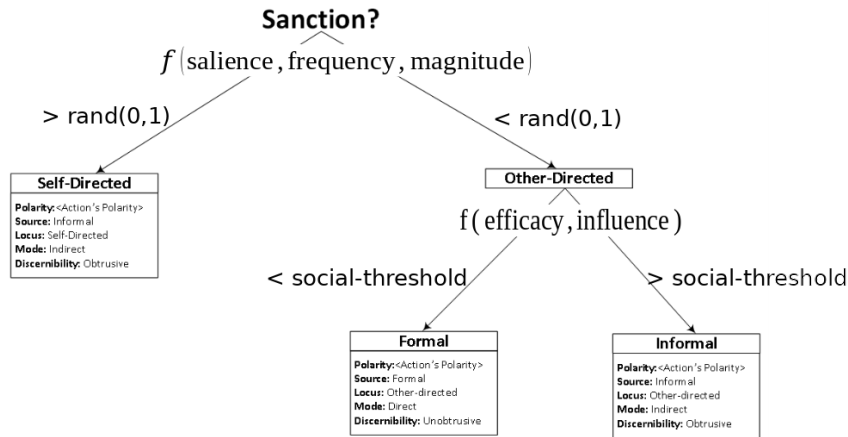 Sanction?
f(salience,frequency,magnitude)
> rand(0,1)
< rand(0,1)
Self-Directed
Polarity:<Action's Polarity>
Source: Informal
Locus: Self-Directed
Mode: Indirect
Discernibility: Obtrusive
Other-Directed
f(efficacy,influence)
< social-threshold
> social-threshold
Formal
Polarity:<Action's Polarity>
Source: Formal
Locus: Other-directed
Mode: Direct
Discernibility: Unobtrusive
Informal
Polarity:<Action's Polarity>
Source: Informal
Locus: Other-directed
Mode: Indirect
Discernibility: Obtrusive